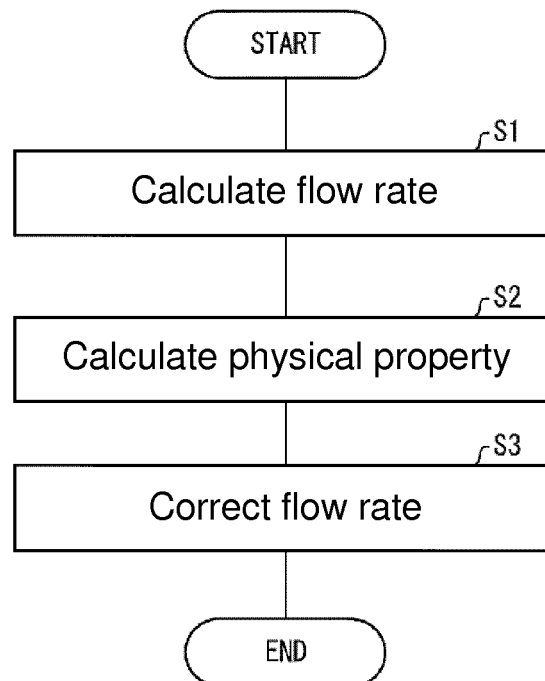 START
S1
Calculate flow rate
S2
Calculate physical property
S3
Correct flow rate
END